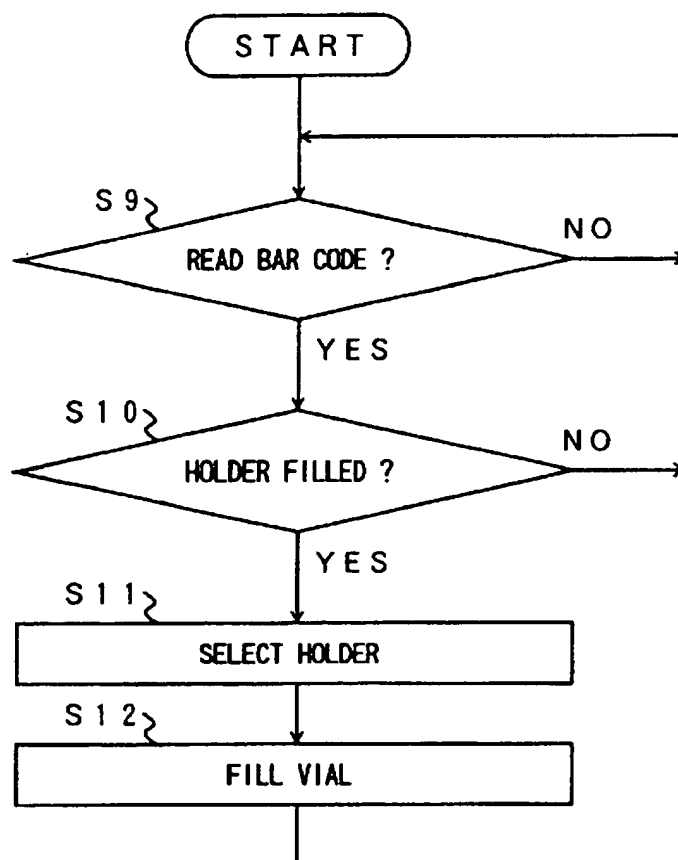 START
S9
READ BAR CODE ?
NO
YES
S10
HOLDER FILLED ?
NO
YES
S11
SELECT HOLDER
S12
FILL VIAL